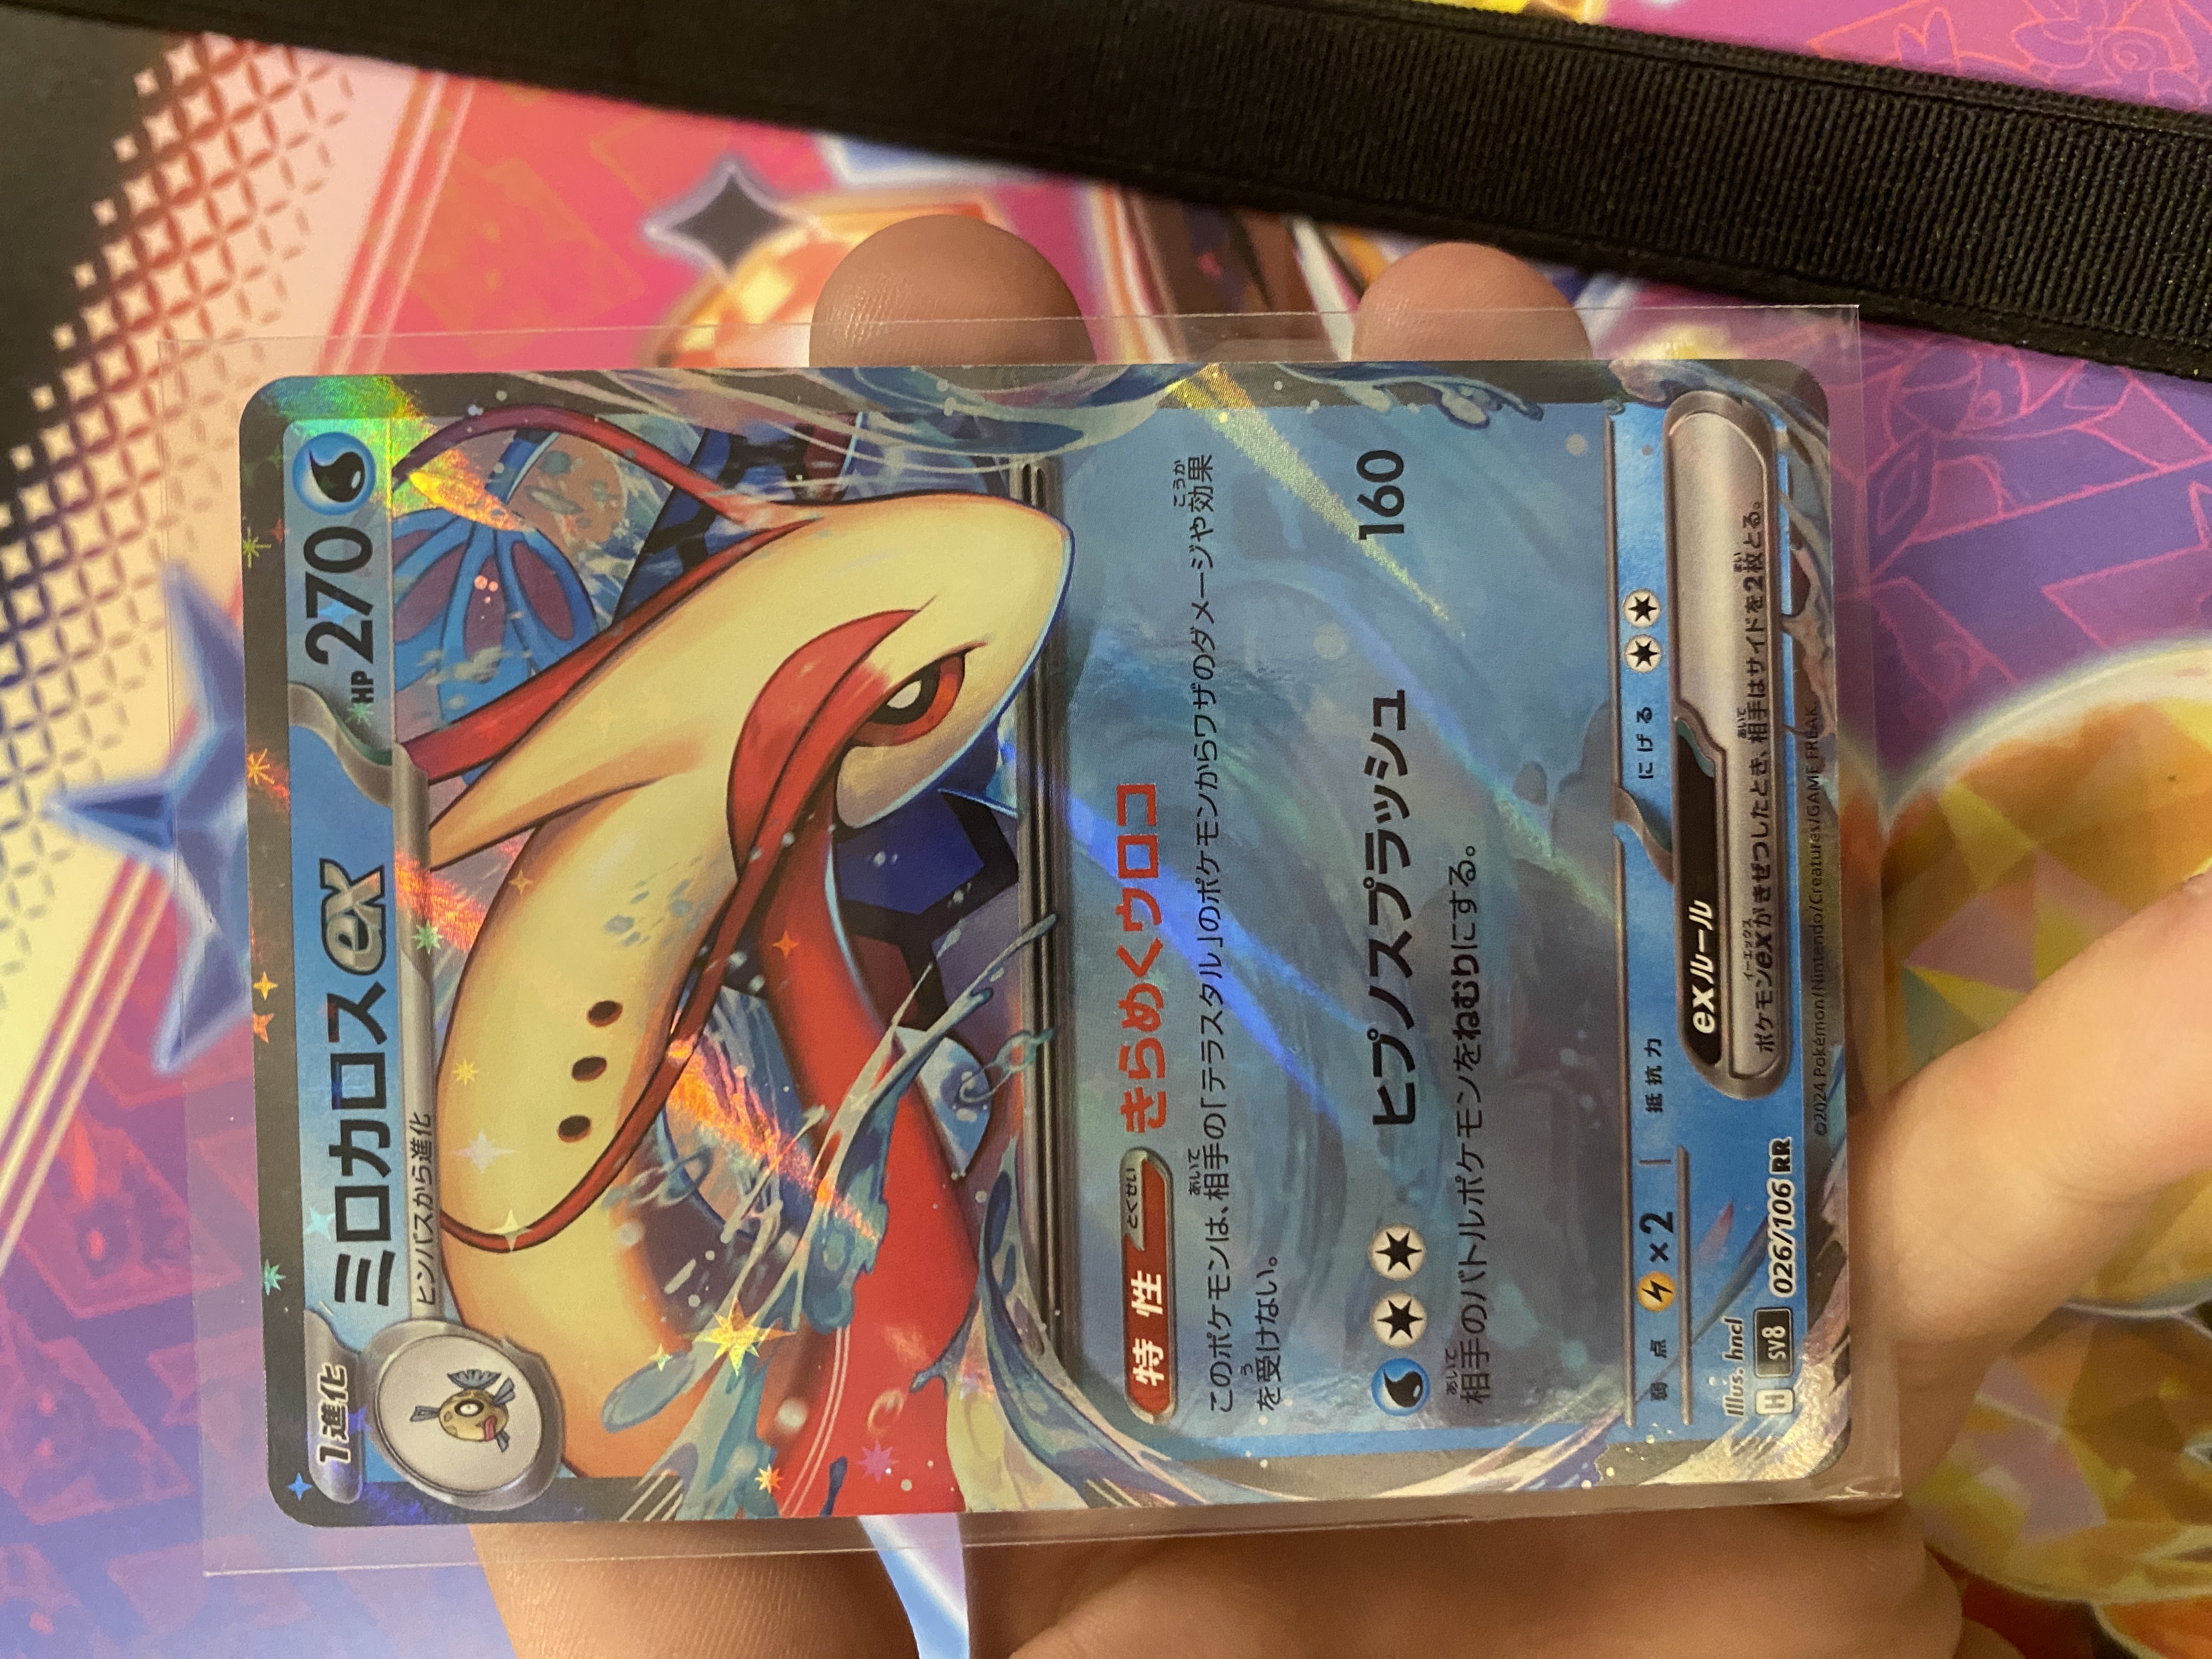 1進化 ミロカロスex HP 270
ヒンバスから進化
特性 とくせい きらめくウロコ
あいて こうか
このポケモンは、相手の「テラスタル」のポケモンからワザのダメージや効果
う
を受けない。
ヒプノスプラッシュ 160
あいて
相手のバトルポケモンをねむりにする。
弱点 ×2 抵抗力 にげる
exルール
イーエックス あいて まい
ポケモンexがきぜつしたとき、相手はサイドを2枚とる。
Illus. hncl
H SV8 026/106 RR
©2024 Pokémon/Nintendo/Creatures/GAME FREAK.